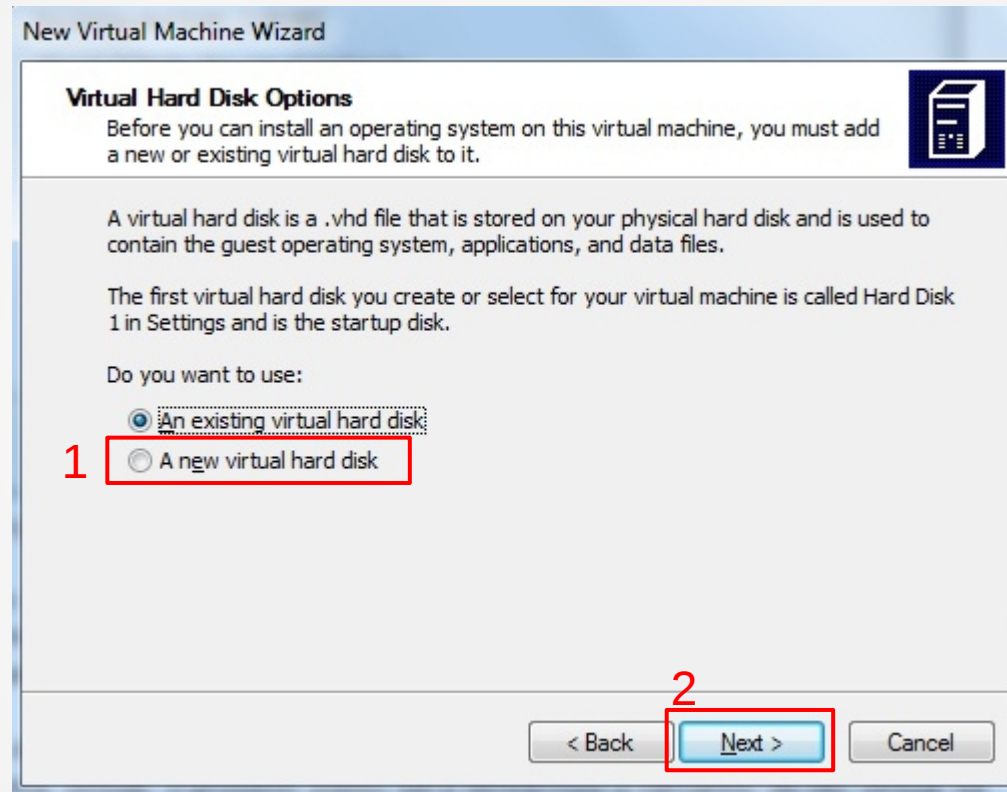 New Virtual Machine Wizard
Virtual Hard Disk Options
Before you can install an operating system on this virtual machine, you must add
a new or existing virtual hard disk to it.
A virtual hard disk is a .vhd file that is stored on your physical hard disk and is used to
contain the guest operating system, applications, and data files.
The first virtual hard disk you create or select for your virtual machine is called Hard Disk
1 in Settings and is the startup disk.
Do you want to use:
An existing virtual hard disk
1 A new virtual hard disk
2
< Back Next > Cancel